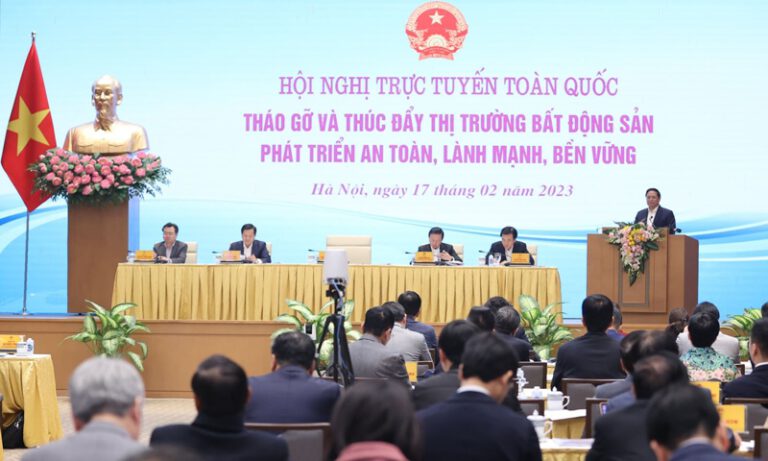 HỘI NGHỊ TRỰC TUYẾN TOÀN QUỐC
THÁO GỠ VÀ THÚC ĐẨY THỊ TRƯỜNG BẤT ĐỘNG SẢN
PHÁT TRIỂN AN TOÀN, LÀNH MẠNH, BỀN VỮNG
Hà Nội, ngày 17 tháng 02 năm 2023